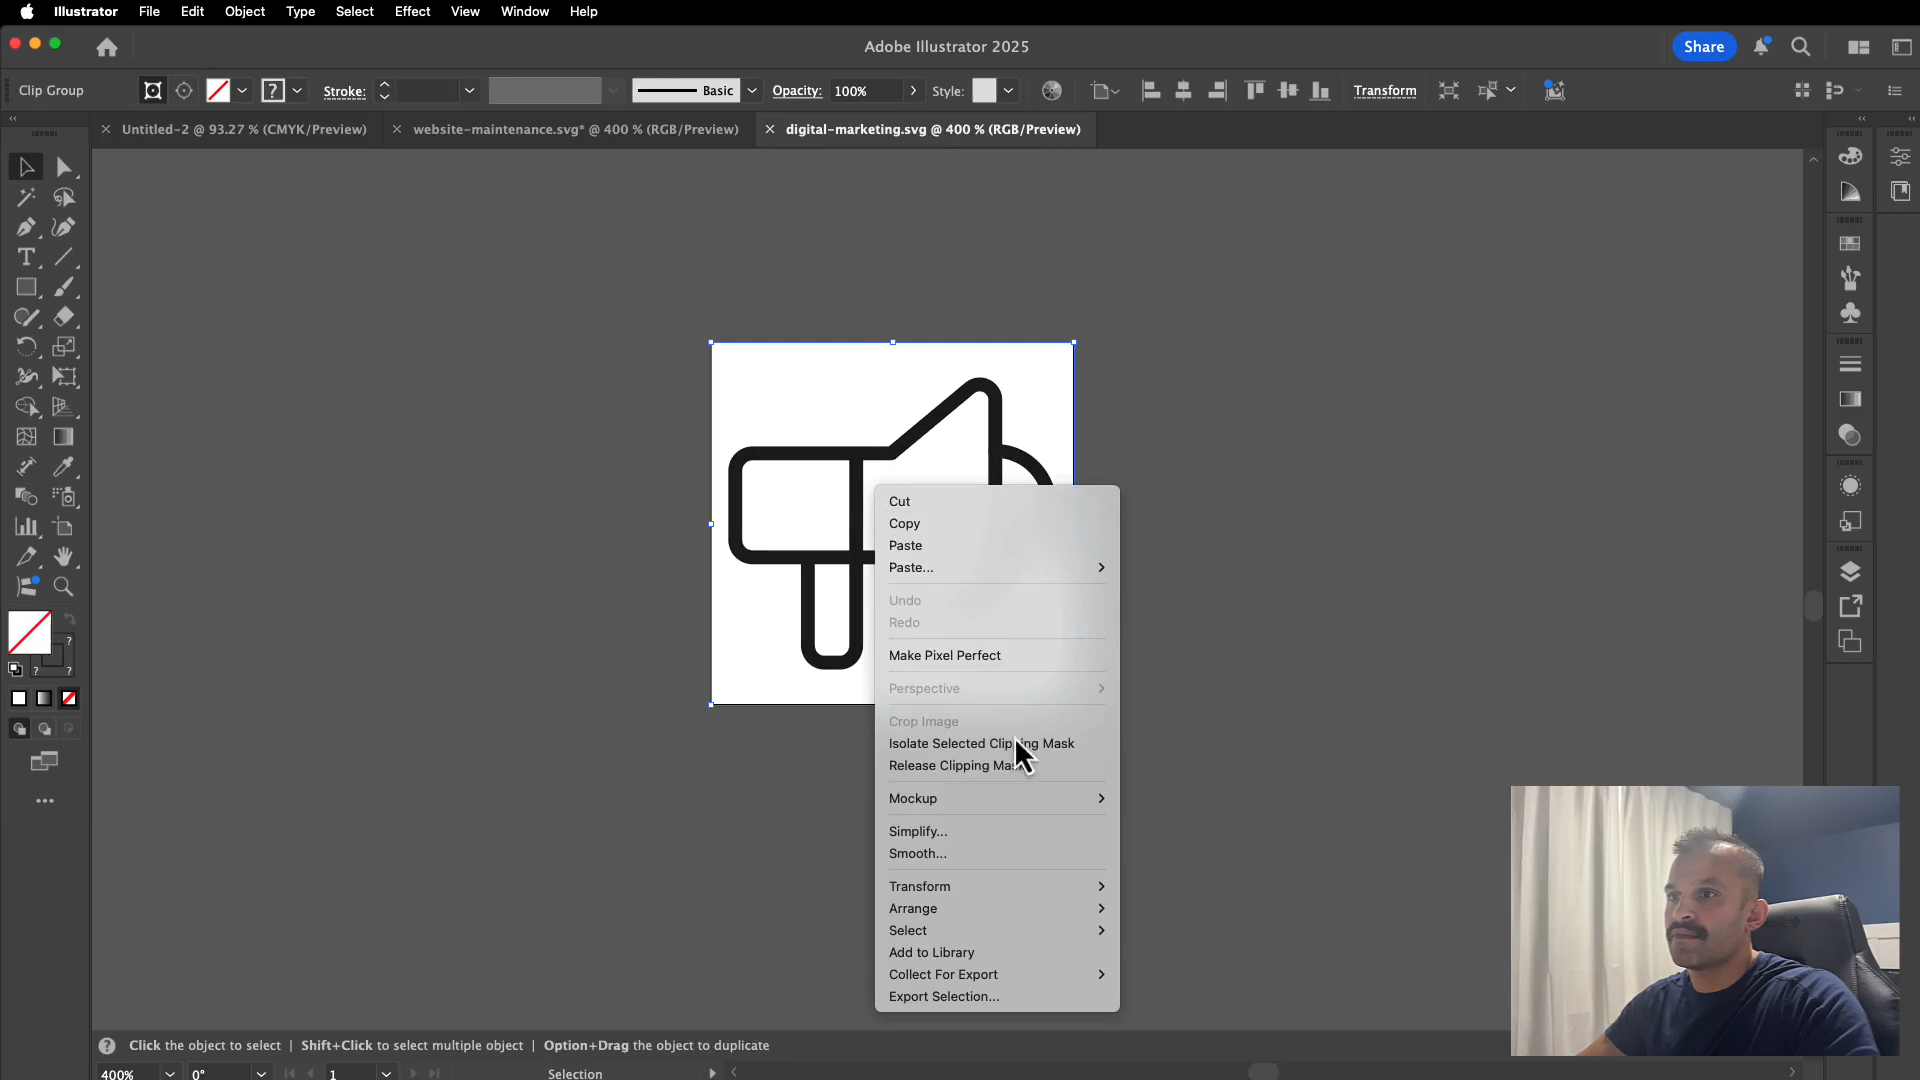 Illustrator File Edit Object Type Select Effect View Window Help
Adobe Illustrator 2025
Share
Clip Group
?
Stroke:
Basic
Opacity:
100%
Style:
Transform
Untitled-2 @ 93.27 % (CMYK/Preview)
website-maintenance.svg* @ 400 % (RGB/Preview)
digital-marketing.svg @ 400 % (RGB/Preview)
Cut
Copy
Paste
Paste...
Undo
Redo
Make Pixel Perfect
Perspective
Crop Image
Isolate Selected Clipping Mask
Release Clipping Mask
Mockup
Simplify...
Smooth...
Transform
Arrange
Select
Add to Library
Collect For Export
Export Selection...
? Click the object to select | Shift+Click to select multiple object | Option+Drag the object to duplicate
400% 0° 1 Selection